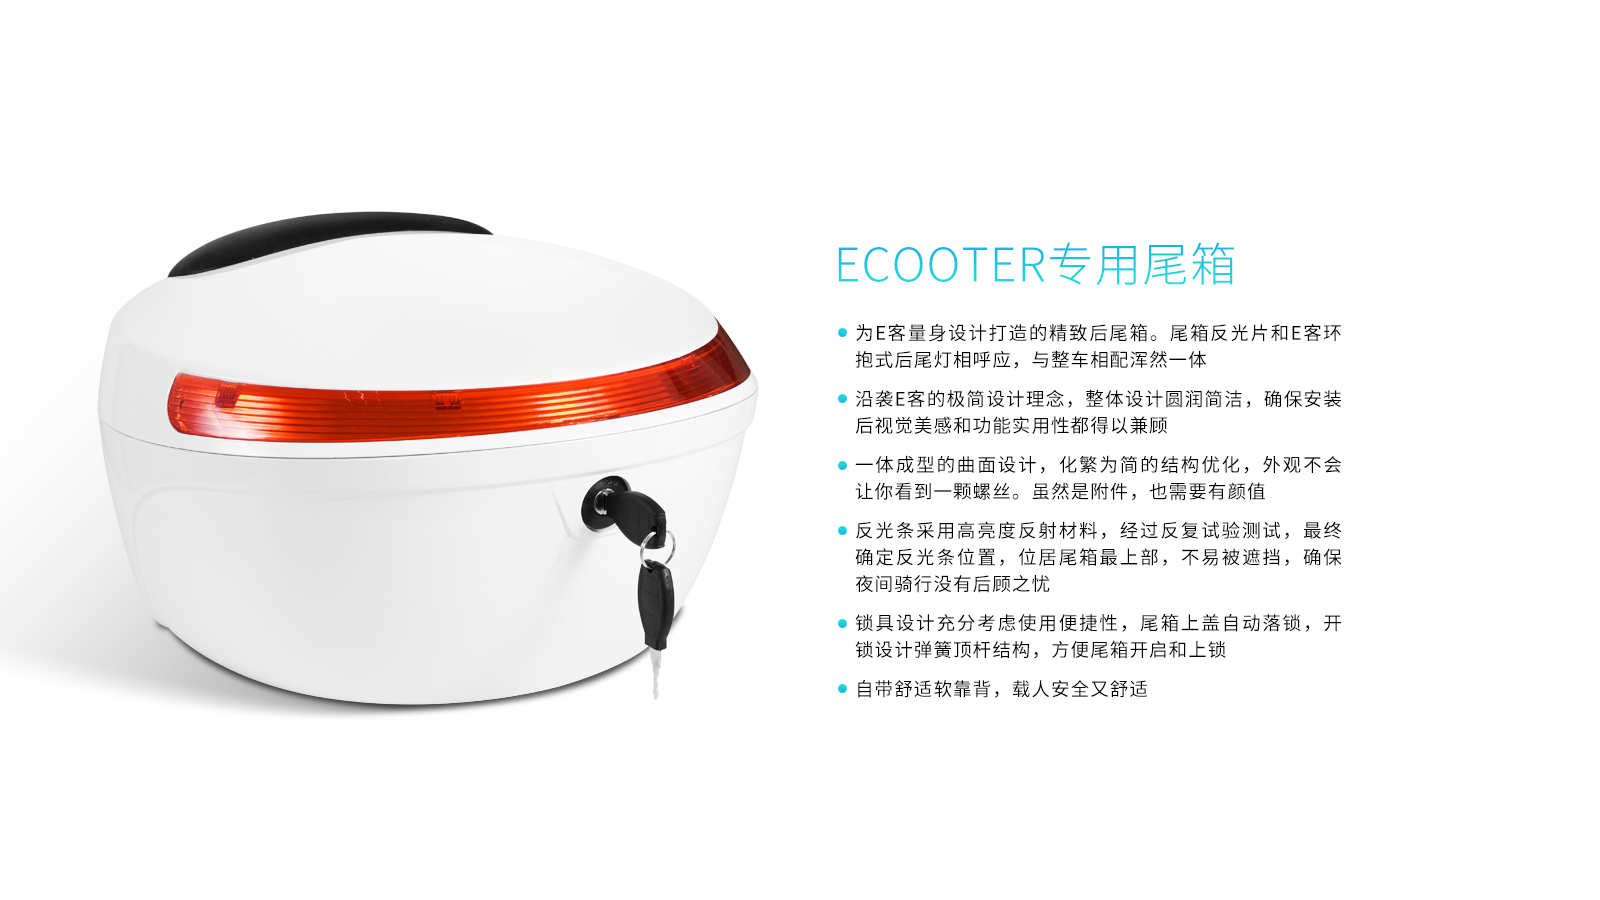 ECOOTER专用尾箱
为E客量身设计打造的精致后尾箱。尾箱反光片和E客环
抱式后尾灯相呼应，与整车相配浑然一体
沿袭E客的极简设计理念，整体设计圆润简洁，确保安装
后视觉美感和功能实用性都得以兼顾
一体成型的曲面设计，化繁为简的结构优化，外观不会
让你看到一颗螺丝。虽然是附件，也需要有颜值
反光条采用高亮度反射材料，经过反复试验测试，最终
确定反光条位置，位居尾箱最上部，不易被遮挡，确保
夜间骑行没有后顾之忧
锁具设计充分考虑使用便捷性，尾箱上盖自动落锁，开
锁设计弹簧顶杆结构，方便尾箱开启和上锁
自带舒适软靠背，载人安全又舒适